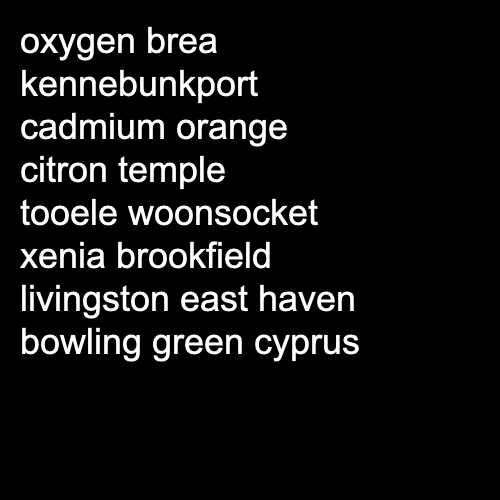 oxygen brea
kennebunkport
cadmium orange
citron temple
tooele woonsocket
xenia brookfield
livingston east haven
bowling green cyprus